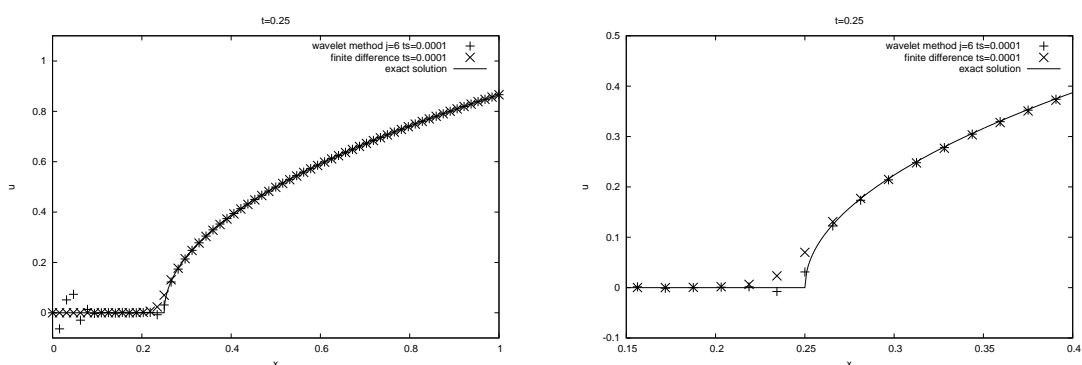 t=0.25
wavelet method j=6 ts=0.0001
finite difference ts=0.0001
exact solution
1
0.8
0.6
0.4
0.2
0
u
0 0.2 0.4 0.6 0.8 1
x
t=0.25
wavelet method j=6 ts=0.0001
finite difference ts=0.0001
exact solution
0.5
0.4
0.3
0.2
0.1
0
-0.1
u
0.15 0.2 0.25 0.3 0.35 0.4
x